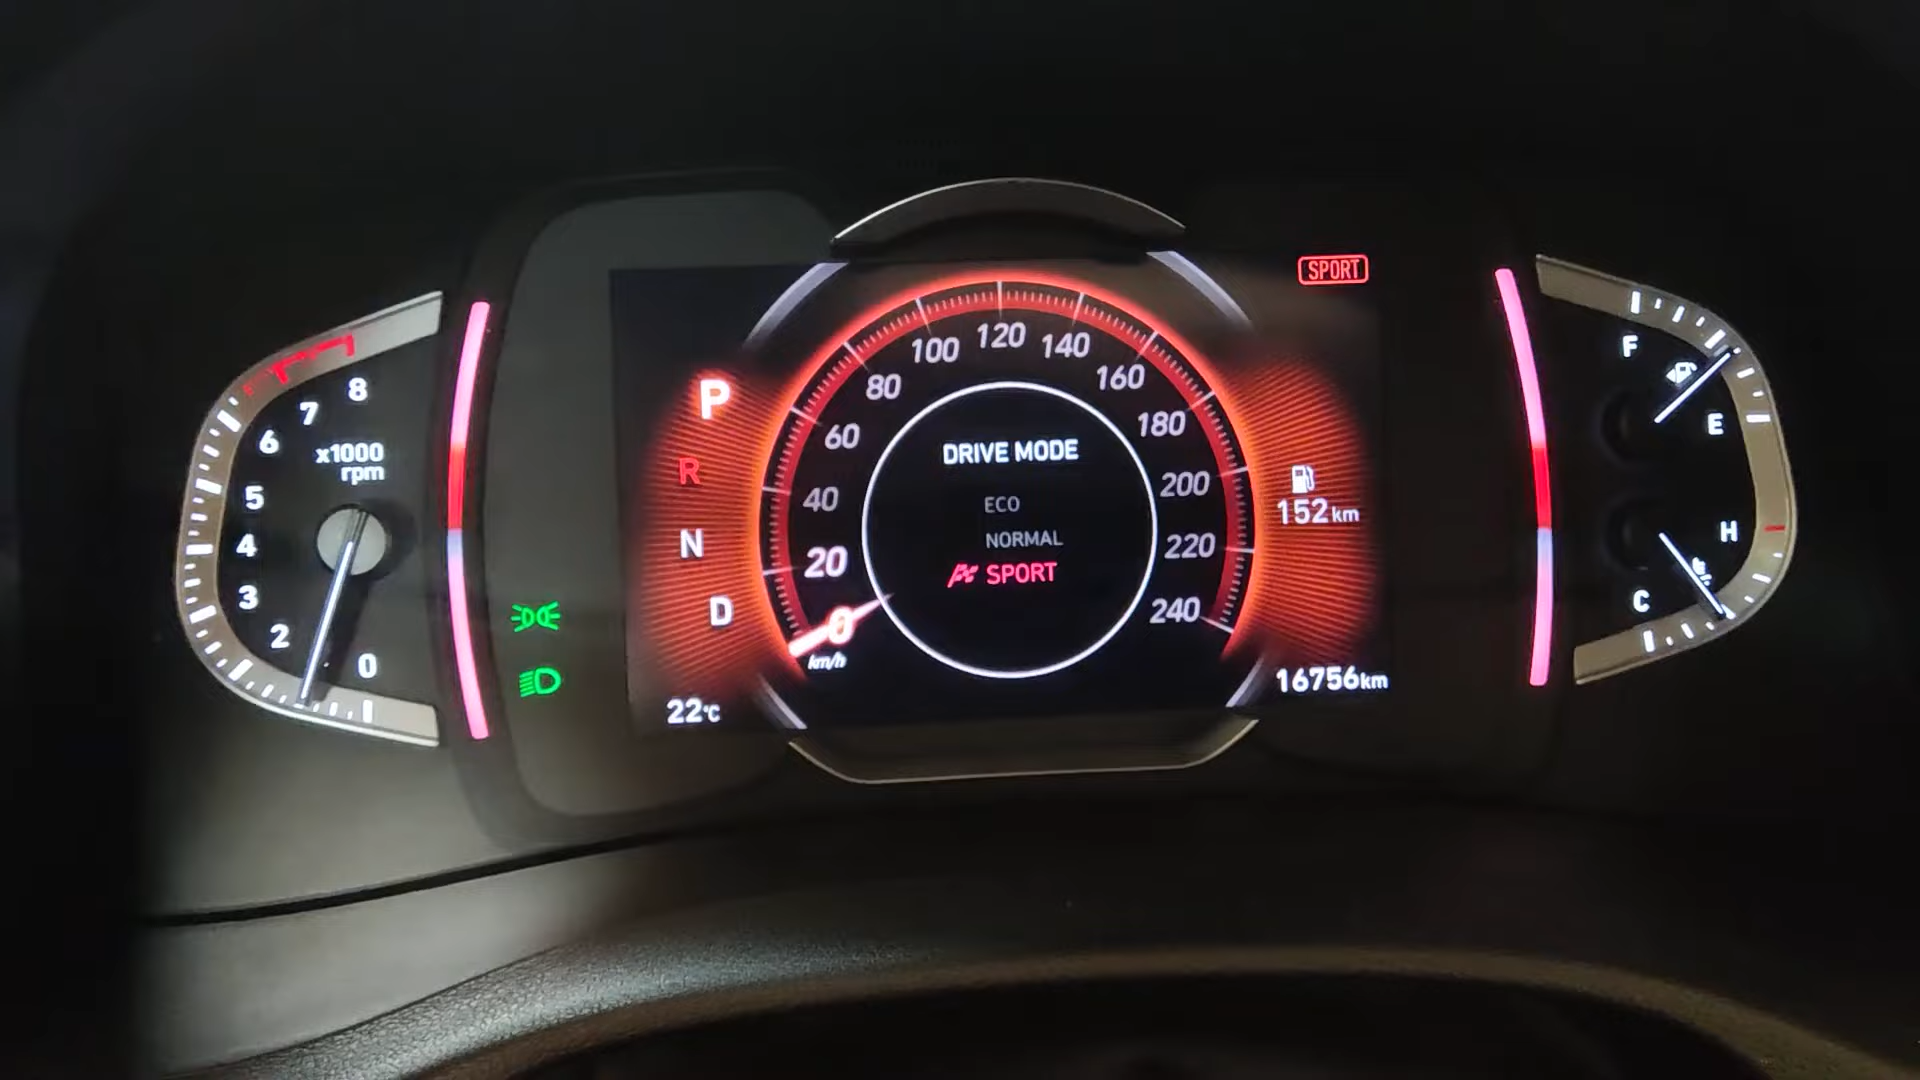 8
7
6
5
4
3
2
0
x1000
rpm
P
R
N
D
22°C
0
20
40
60
80
100
120
140
160
180
200
220
240
km/h
DRIVE MODE
ECO
NORMAL
SPORT
SPORT
152km
16756km
F
E
H
C